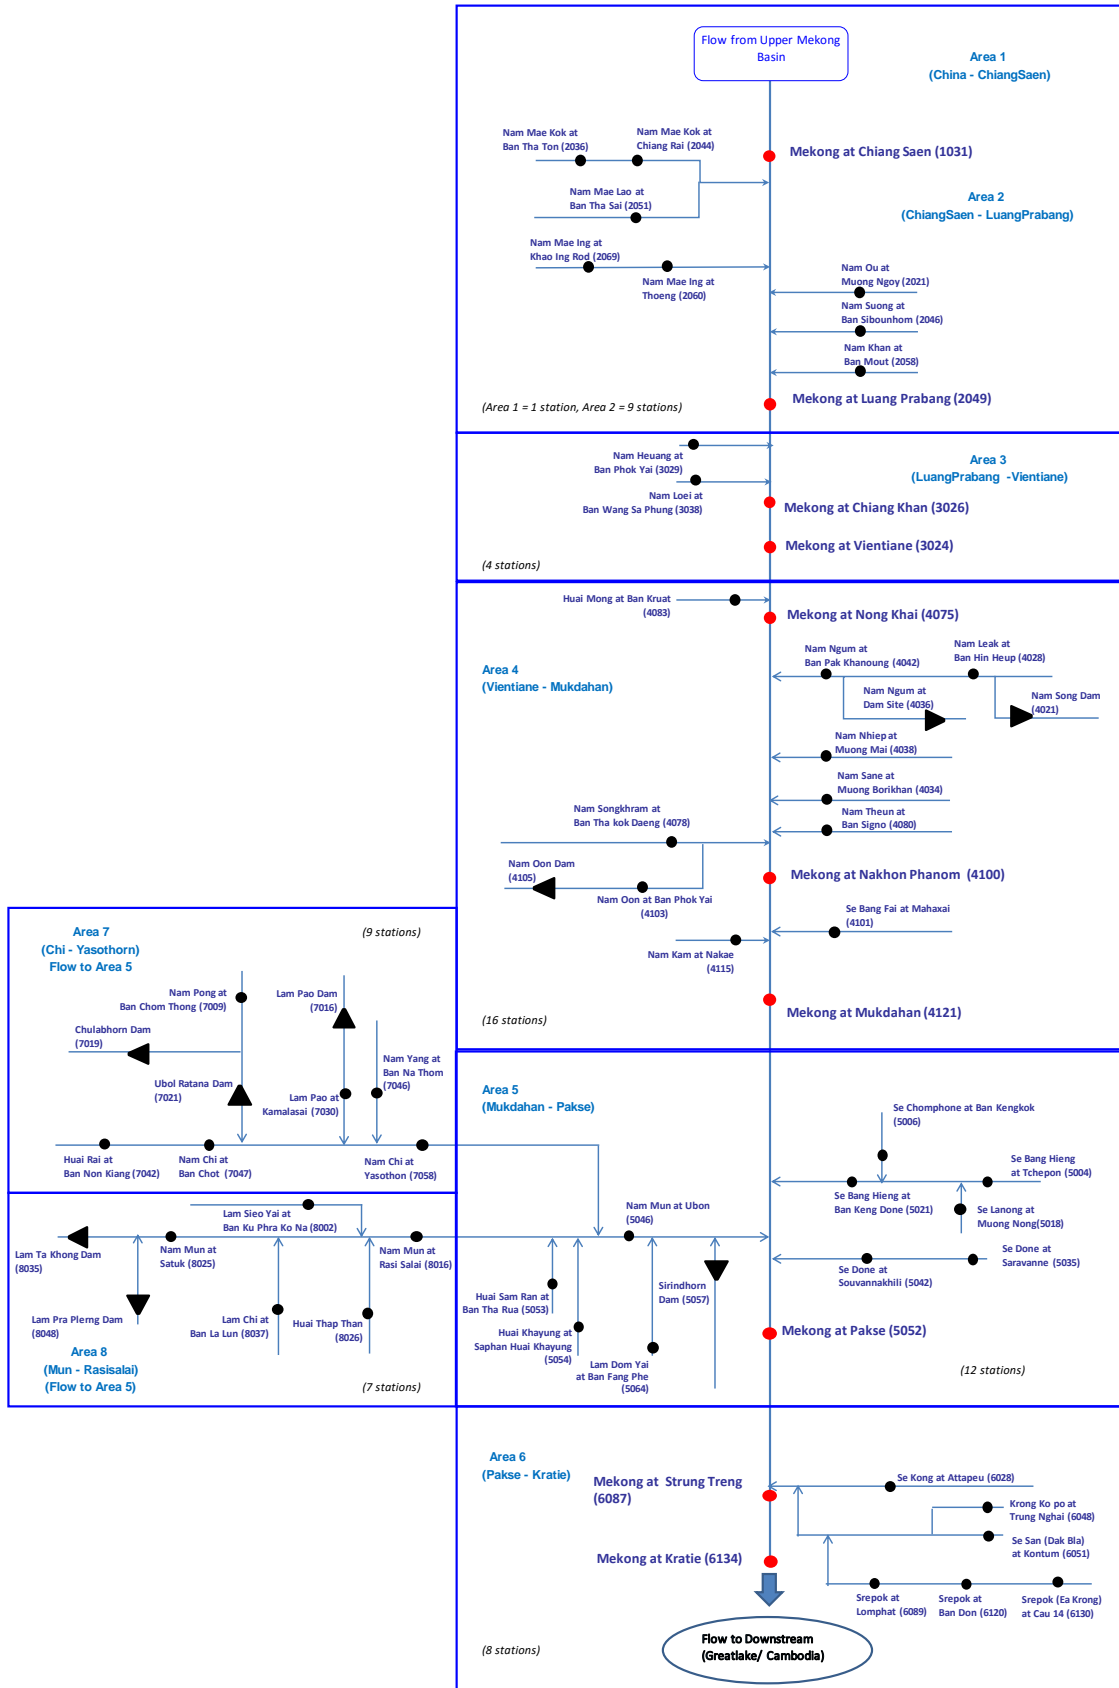 Flow from Upper Mekong
Basin
Area 1
(China - ChiangSaen)
Nam Mae Kok at
Ban Tha Ton (2036)
Nam Mae Kok at
Chiang Rai (2044)
Mekong at Chiang Saen (1031)
Nam Mae Lao at
Ban Tha Sai (2051)
Area 2
(ChiangSaen - LuangPrabang)
Nam Mae Ing at
Khao Ing Rod (2069)
Nam Mae Ing at
Thoeng (2060)
Nam Ou at
Muong Ngoy (2021)
Nam Suong at
Ban Sibounhom (2046)
Nam Khan at
Ban Mout (2058)
(Area 1 = 1 station, Area 2 = 9 stations)
Mekong at Luang Prabang (2049)
Nam Heuang at
Ban Phok Yai (3029)
Area 3
(LuangPrabang -Vientiane)
Nam Loei at
Ban Wang Sa Phung (3038)
Mekong at Chiang Khan (3026)
Mekong at Vientiane (3024)
(4 stations)
Huai Mong at Ban Kruat
(4083)
Mekong at Nong Khai (4075)
Area 4
(Vientiane - Mukdahan)
Nam Ngum at
Ban Pak Khanoung (4042)
Nam Leak at
Ban Hin Heup (4028)
Nam Ngum at
Dam Site (4036)
Nam Song Dam
(4021)
Nam Nhiep at
Muong Mai (4038)
Nam Sane at
Muong Borikhan (4034)
Nam Songkhram at
Ban Tha kok Daeng (4078)
Nam Theun at
Ban Signo (4080)
Nam Oon Dam
(4105)
Nam Oon at Ban Phok Yai
(4103)
Mekong at Nakhon Phanom (4100)
Se Bang Fai at Mahaxai
(4101)
Nam Kam at Nakae
(4115)
Mekong at Mukdahan (4121)
(16 stations)
Area 7
(Chi - Yasothorn)
Flow to Area 5
(9 stations)
Nam Pong at
Ban Chom Thong (7009)
Lam Pao Dam
(7016)
Chulabhorn Dam
(7019)
Ubol Ratana Dam
(7021)
Lam Pao at
Kamalasai (7030)
Nam Yang at
Ban Na Thom
(7046)
Huai Rai at
Ban Non Kiang (7042)
Nam Chi at
Ban Chot (7047)
Nam Chi at
Yasothon (7058)
Area 5
(Mukdahan - Pakse)
Se Chomphone at Ban Kengkok
(5006)
Se Bang Hieng
at Tchepon (5004)
Se Bang Hieng at
Ban Keng Done (5021)
Se Lanong at
Muong Nong(5018)
Nam Mun at Ubon
(5046)
Se Done at
Souvannakhili (5042)
Se Done at
Saravanne (5035)
Lam Sieo Yai at
Ban Ku Phra Ko Na (8002)
Lam Ta Khong Dam
(8035)
Nam Mun at
Satuk (8025)
Nam Mun at
Rasi Salai (8016)
Lam Pra Plerng Dam
(8048)
Lam Chi at
Ban La Lun (8037)
Huai Thap Than
(8026)
Huai Sam Ran at
Ban Tha Rua (5053)
Sirindhorn
Dam (5057)
Huai Khayung at
Saphan Huai Khayung
(5054)
Lam Dom Yai
at Ban Fang Phe
(5064)
Mekong at Pakse (5052)
(12 stations)
Area 8
(Mun - Rasisalai)
(Flow to Area 5)
(7 stations)
Area 6
(Pakse - Kratie)
Mekong at Strung Treng
(6087)
Se Kong at Attapeu (6028)
Krong Ko po at
Trung Nghai (6048)
Se San (Dak Bla)
at Kontum (6051)
Mekong at Kratie (6134)
Srepok at
Lomphat (6089)
Srepok at
Ban Don (6120)
Srepok (Ea Krong)
at Cau 14 (6130)
Flow to Downstream
(Greatlake/ Cambodia)
(8 stations)